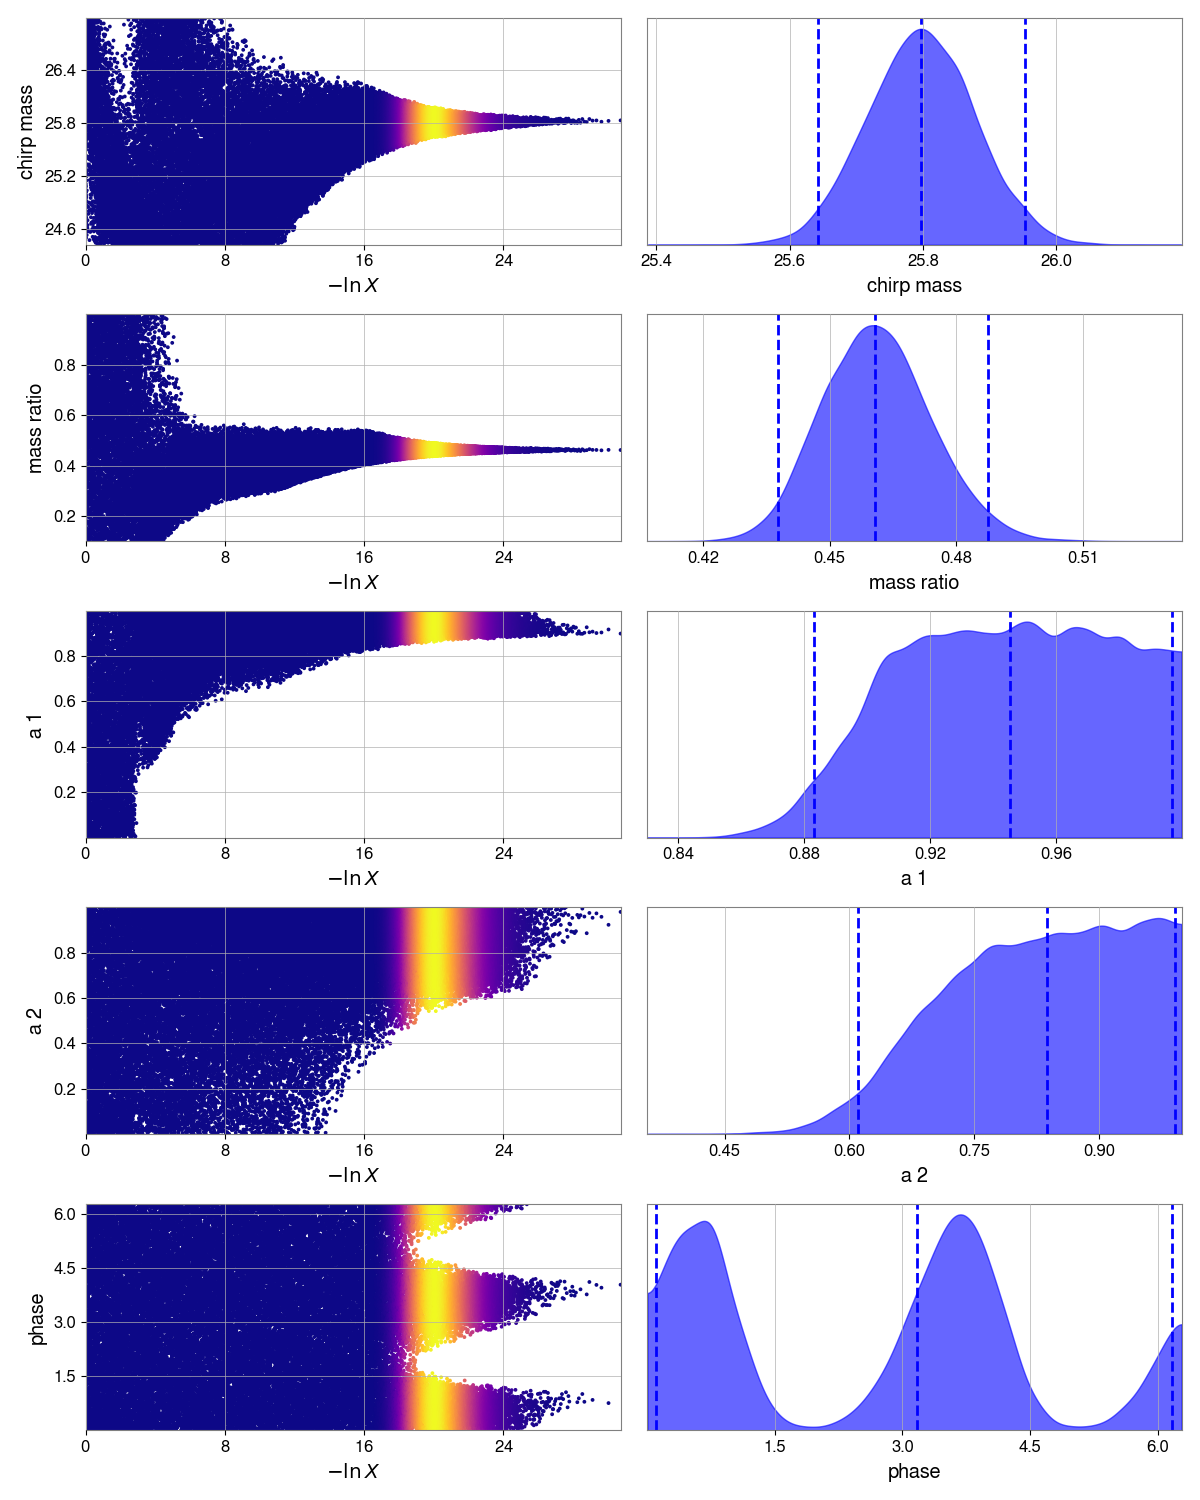 26.4
25.8
25.2
24.6
chirp mass
0 8 16 24
−ln X
25.4 25.6 25.8 26.0
chirp mass
0.8
0.6
0.4
0.2
mass ratio
0 8 16 24
−ln X
0.42 0.45 0.48 0.51
mass ratio
0.8
0.6
0.4
0.2
a 1
0 8 16 24
−ln X
0.84 0.88 0.92 0.96
a 1
0.8
0.6
0.4
0.2
a 2
0 8 16 24
−ln X
0.45 0.60 0.75 0.90
a 2
6.0
4.5
3.0
1.5
phase
0 8 16 24
−ln X
1.5 3.0 4.5 6.0
phase